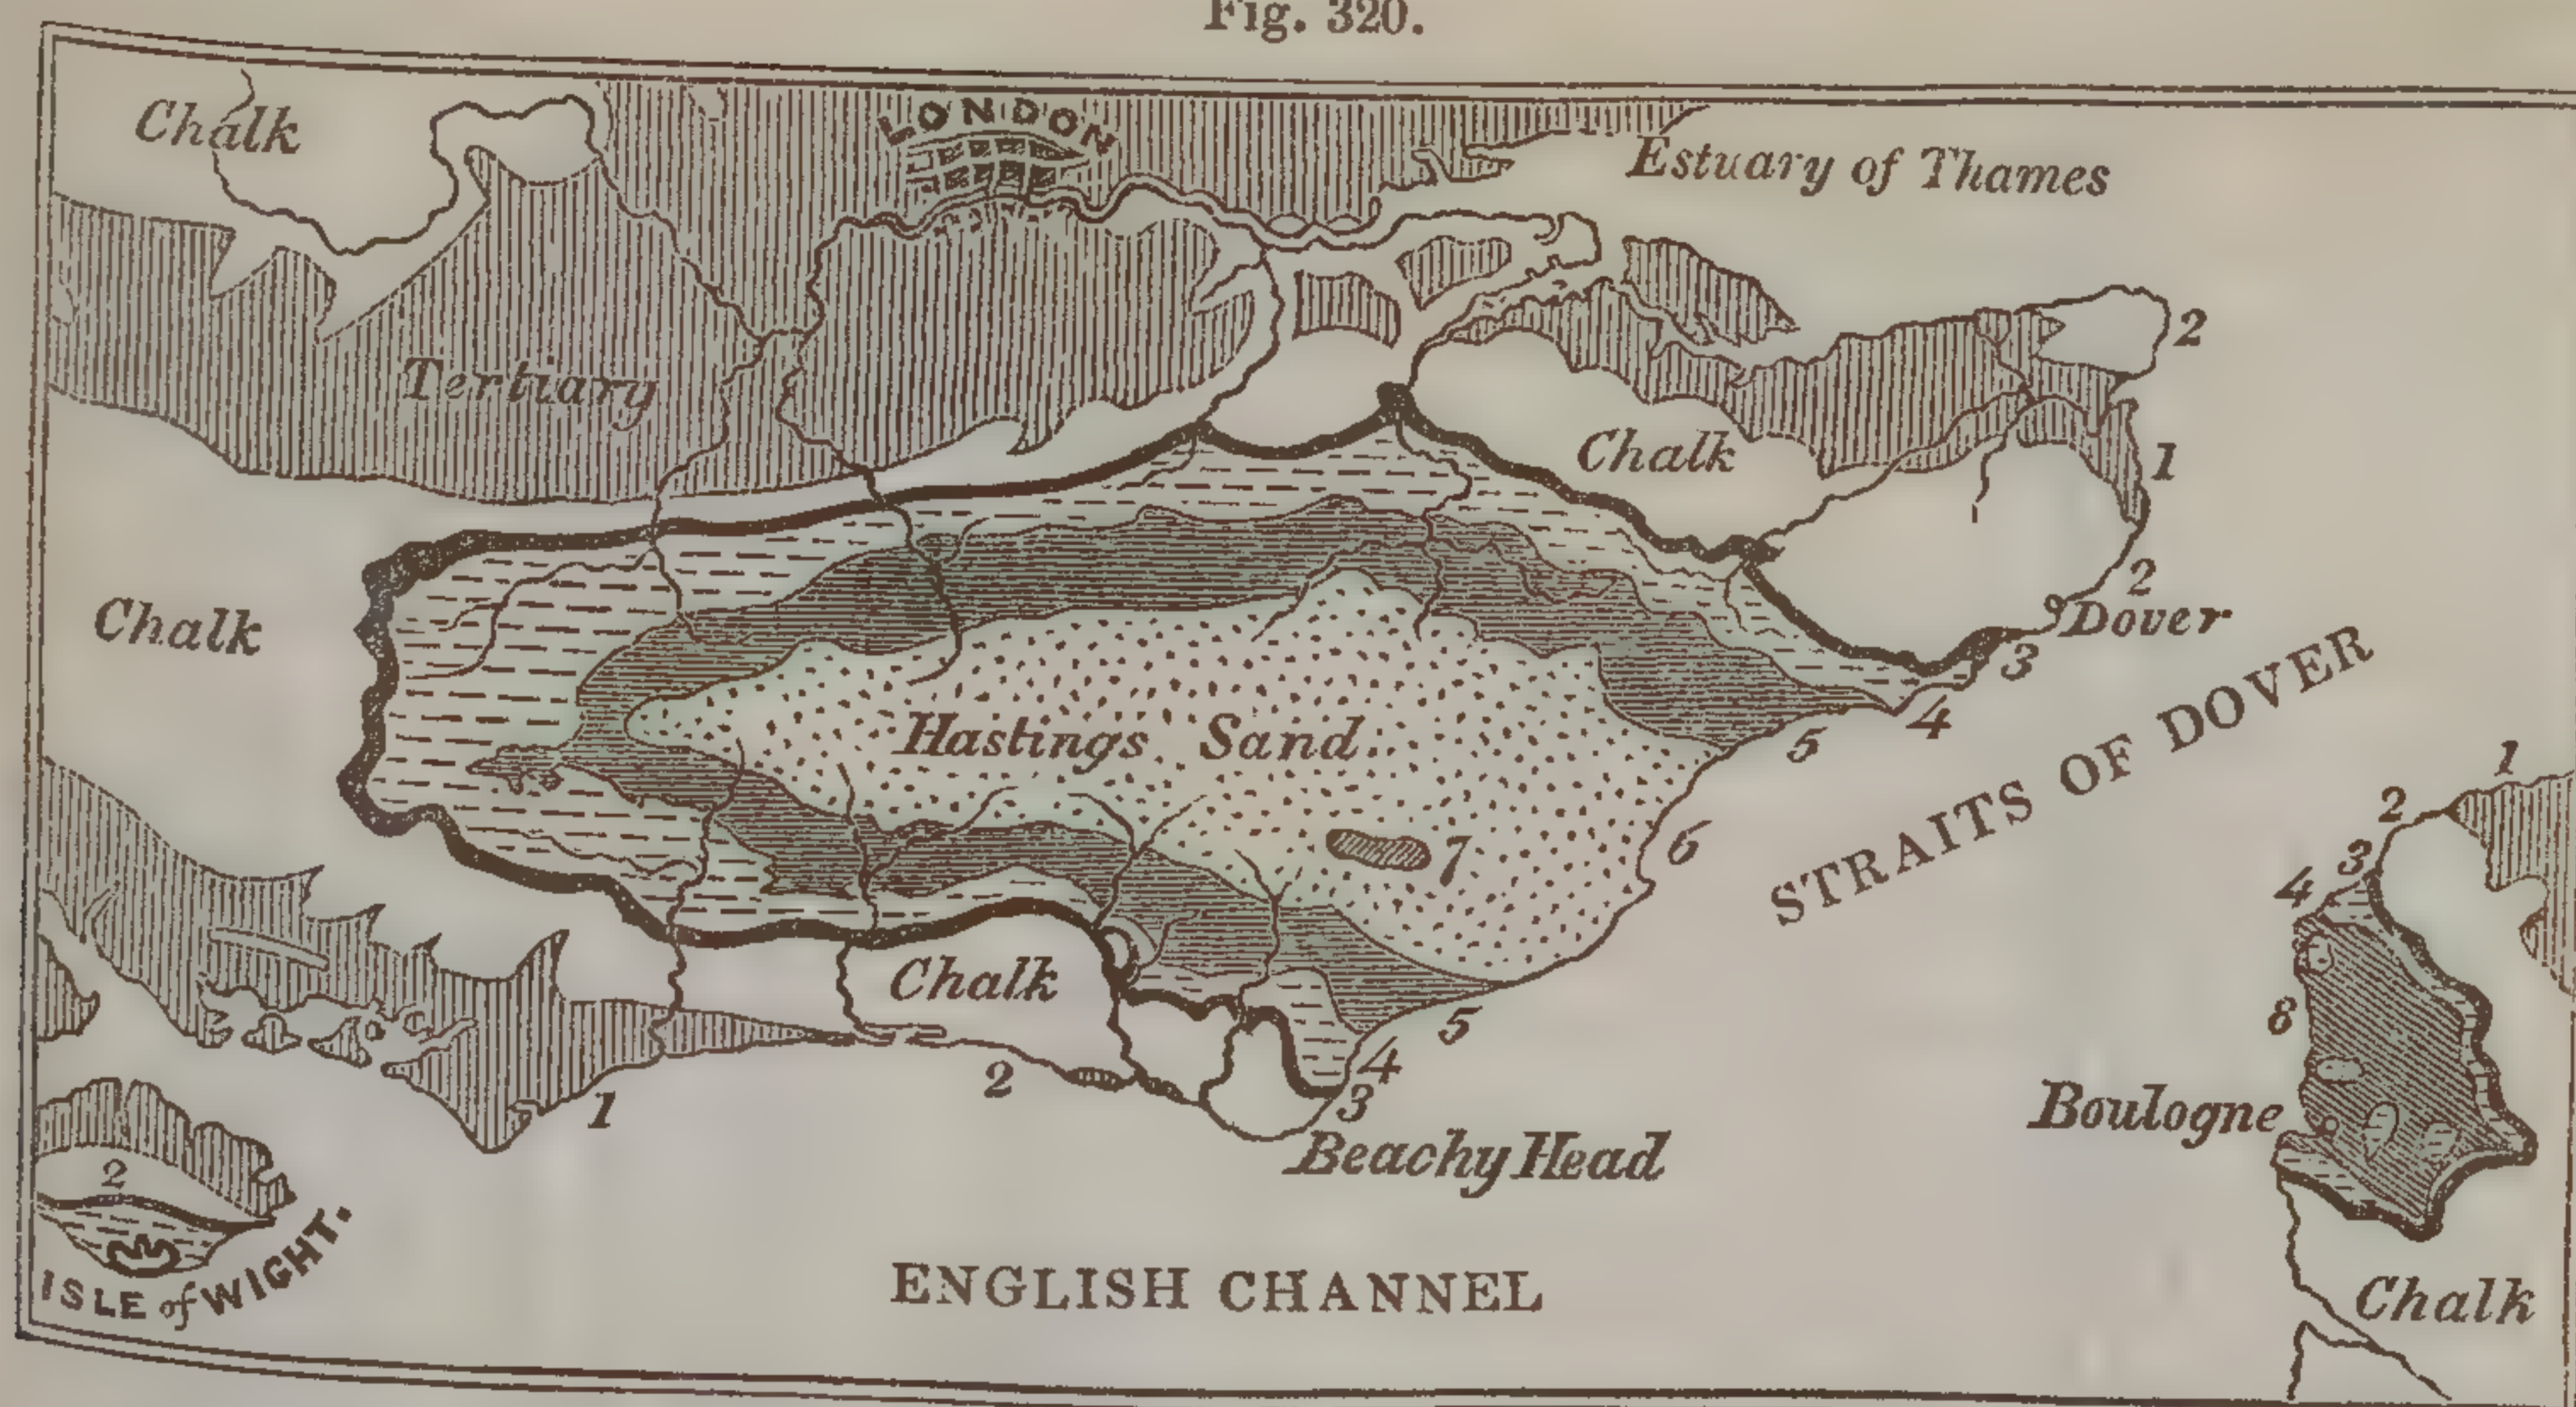 Fig. 320.
Chalk
LONDON
Estuary of Thames
Tertiary
2
Chalk
1
Chalk
2
Dover
3
Hastings Sand
4
5
STRAITS OF DOVER
6
7
1
2
3
4
Chalk
8
5
2
4
3
1
Boulogne
Beachy Head
2
ISLE of WIGHT.
ENGLISH CHANNEL
Chalk